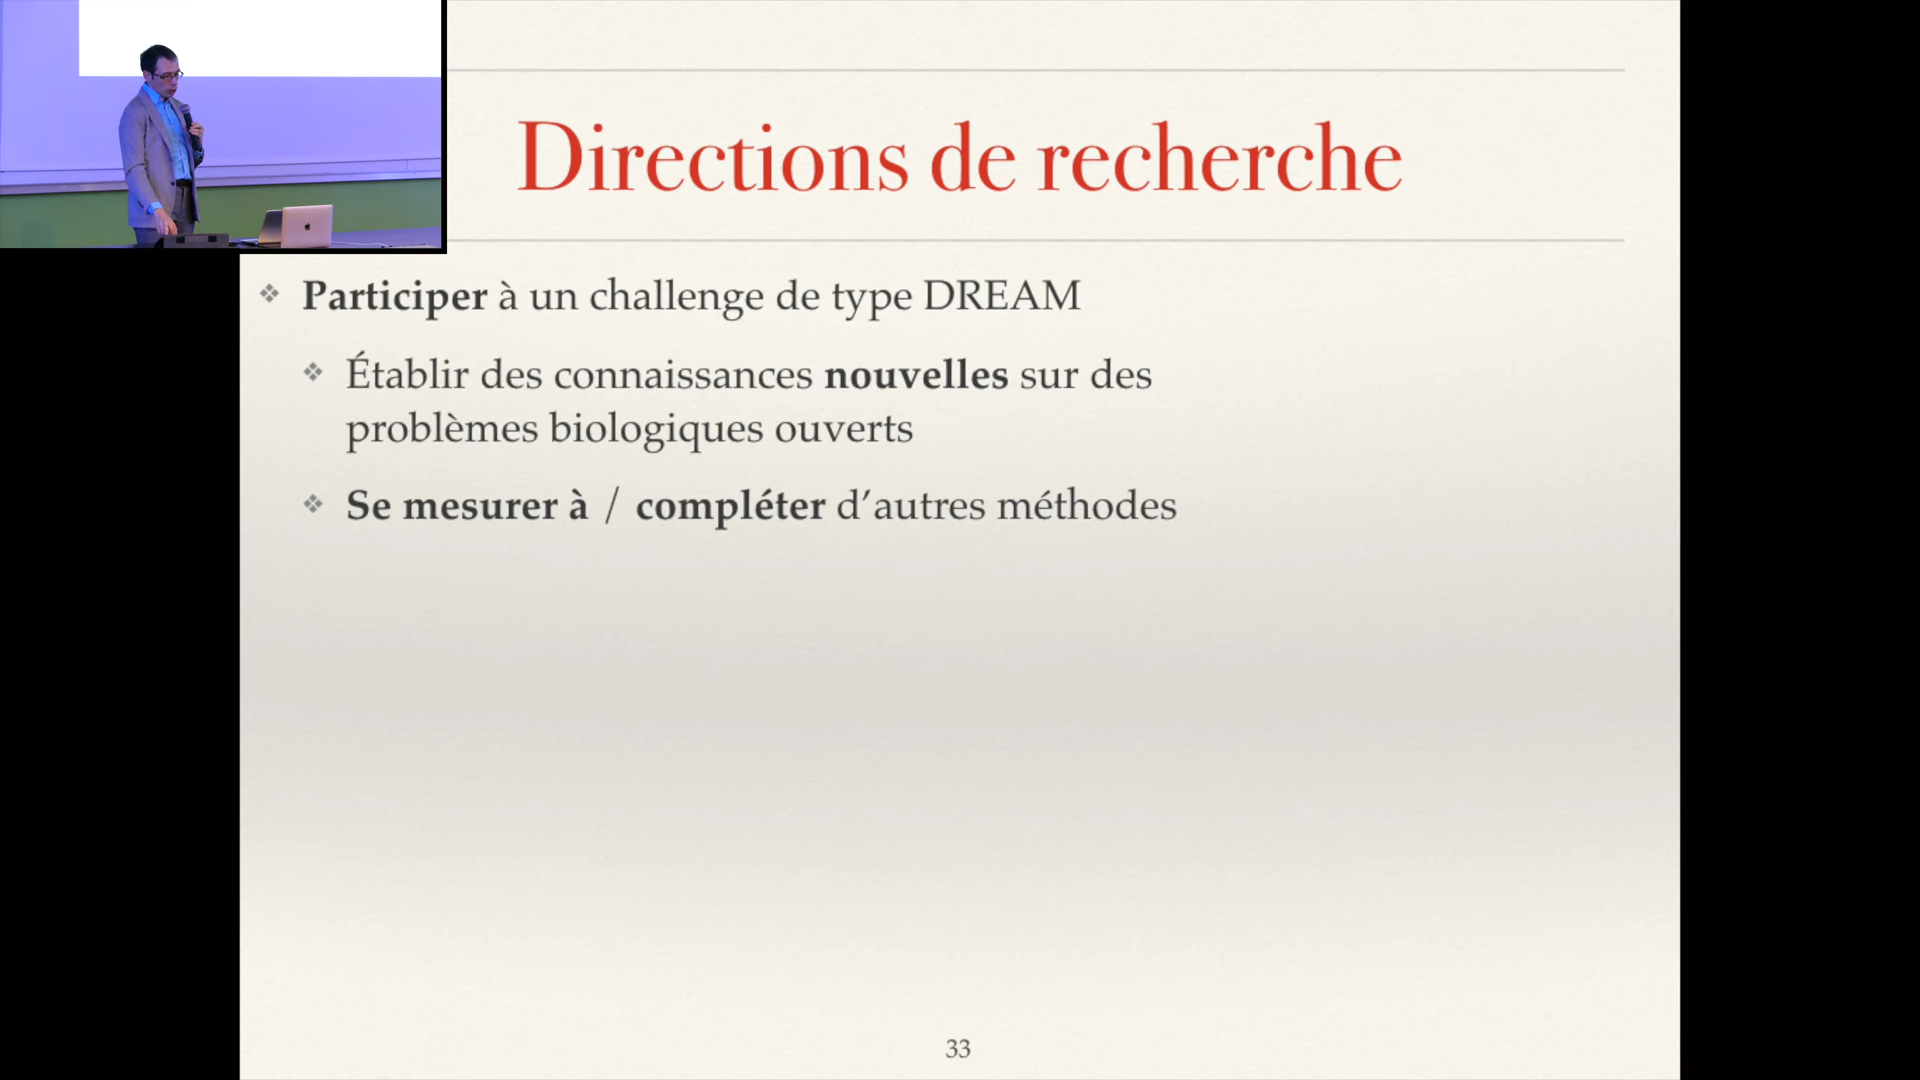 Directions de recherche
Participer à un challenge de type DREAM
Établir des connaissances nouvelles sur des
problèmes biologiques ouverts
Se mesurer à / compléter d’autres méthodes
33